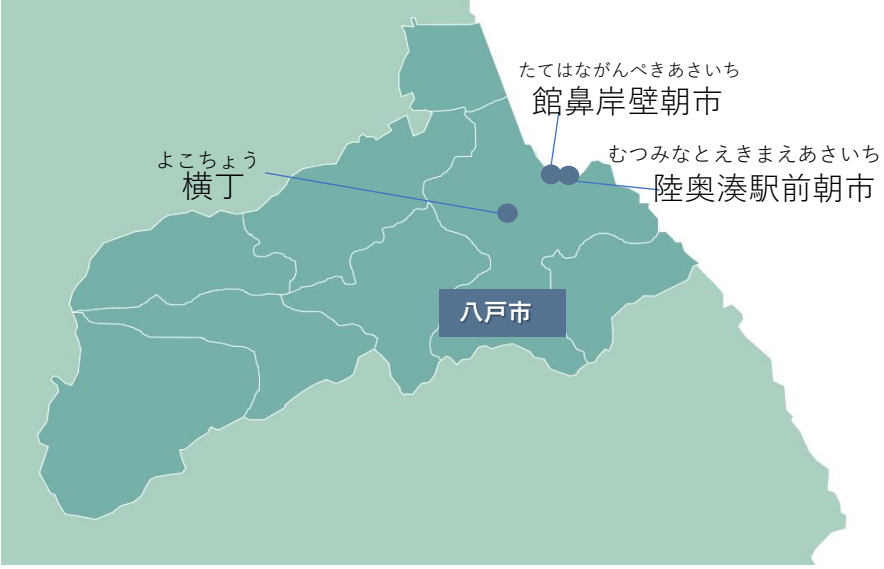 たてはながんぺきあさいち
館鼻岸壁朝市
むつみなとえきまえあさいち
陸奥湊駅前朝市
よこちょう
横丁
八戸市